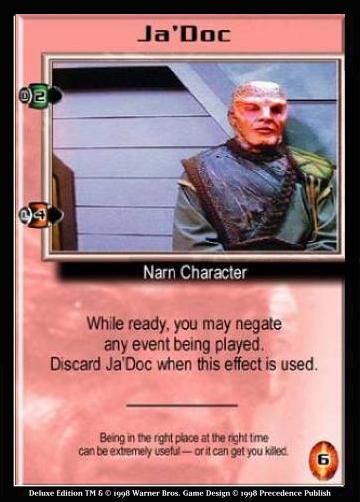 Ja'Doc
D 2
L 4
Narn Character
While ready, you may negate
any event being played.
Discard Ja'Doc when this effect is used.
Being in the right place at the right time
can be extremely useful — or it can get you killed.
6
Deluxe Edition TM & © 1998 Warner Bros. Game Design © 1998 Precedence Publish